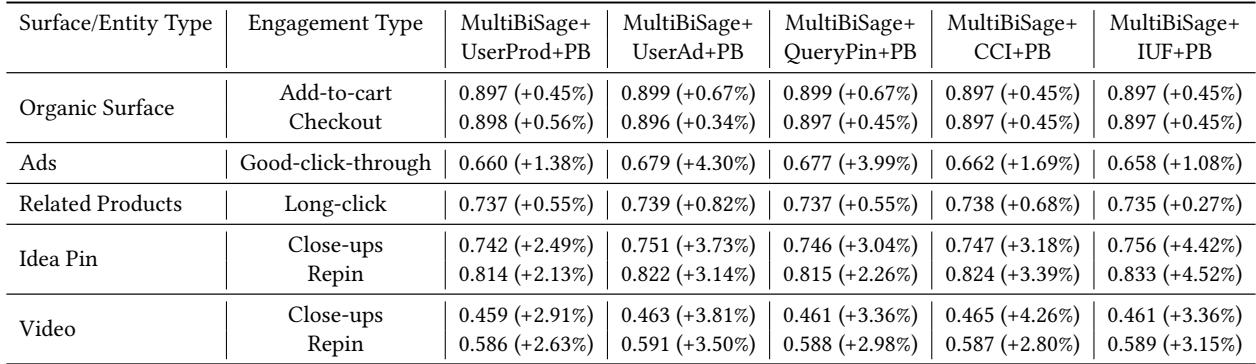 Surface/Entity Type Engagement Type MultiBiSage+ MultiBiSage+ MultiBiSage+ MultiBiSage+ MultiBiSage+
UserProd+PB UserAd+PB QueryPin+PB CCI+PB IUF+PB
Organic Surface
Add-to-cart 0.897 (+0.45%) 0.899 (+0.67%) 0.899 (+0.67%) 0.897 (+0.45%) 0.897 (+0.45%)
Checkout 0.898 (+0.56%) 0.896 (+0.34%) 0.897 (+0.45%) 0.897 (+0.45%) 0.897 (+0.45%)
Ads Good-click-through 0.660 (+1.38%) 0.679 (+4.30%) 0.677 (+3.99%) 0.662 (+1.69%) 0.658 (+1.08%)
Related Products Long-click 0.737 (+0.55%) 0.739 (+0.82%) 0.737 (+0.55%) 0.738 (+0.68%) 0.735 (+0.27%)
Idea Pin
Close-ups 0.742 (+2.49%) 0.751 (+3.73%) 0.746 (+3.04%) 0.747 (+3.18%) 0.756 (+4.42%)
Repin 0.814 (+2.13%) 0.822 (+3.14%) 0.815 (+2.26%) 0.824 (+3.39%) 0.833 (+4.52%)
Video
Close-ups 0.459 (+2.91%) 0.463 (+3.81%) 0.461 (+3.36%) 0.465 (+4.26%) 0.461 (+3.36%)
Repin 0.586 (+2.63%) 0.591 (+3.50%) 0.588 (+2.98%) 0.587 (+2.80%) 0.589 (+3.15%)